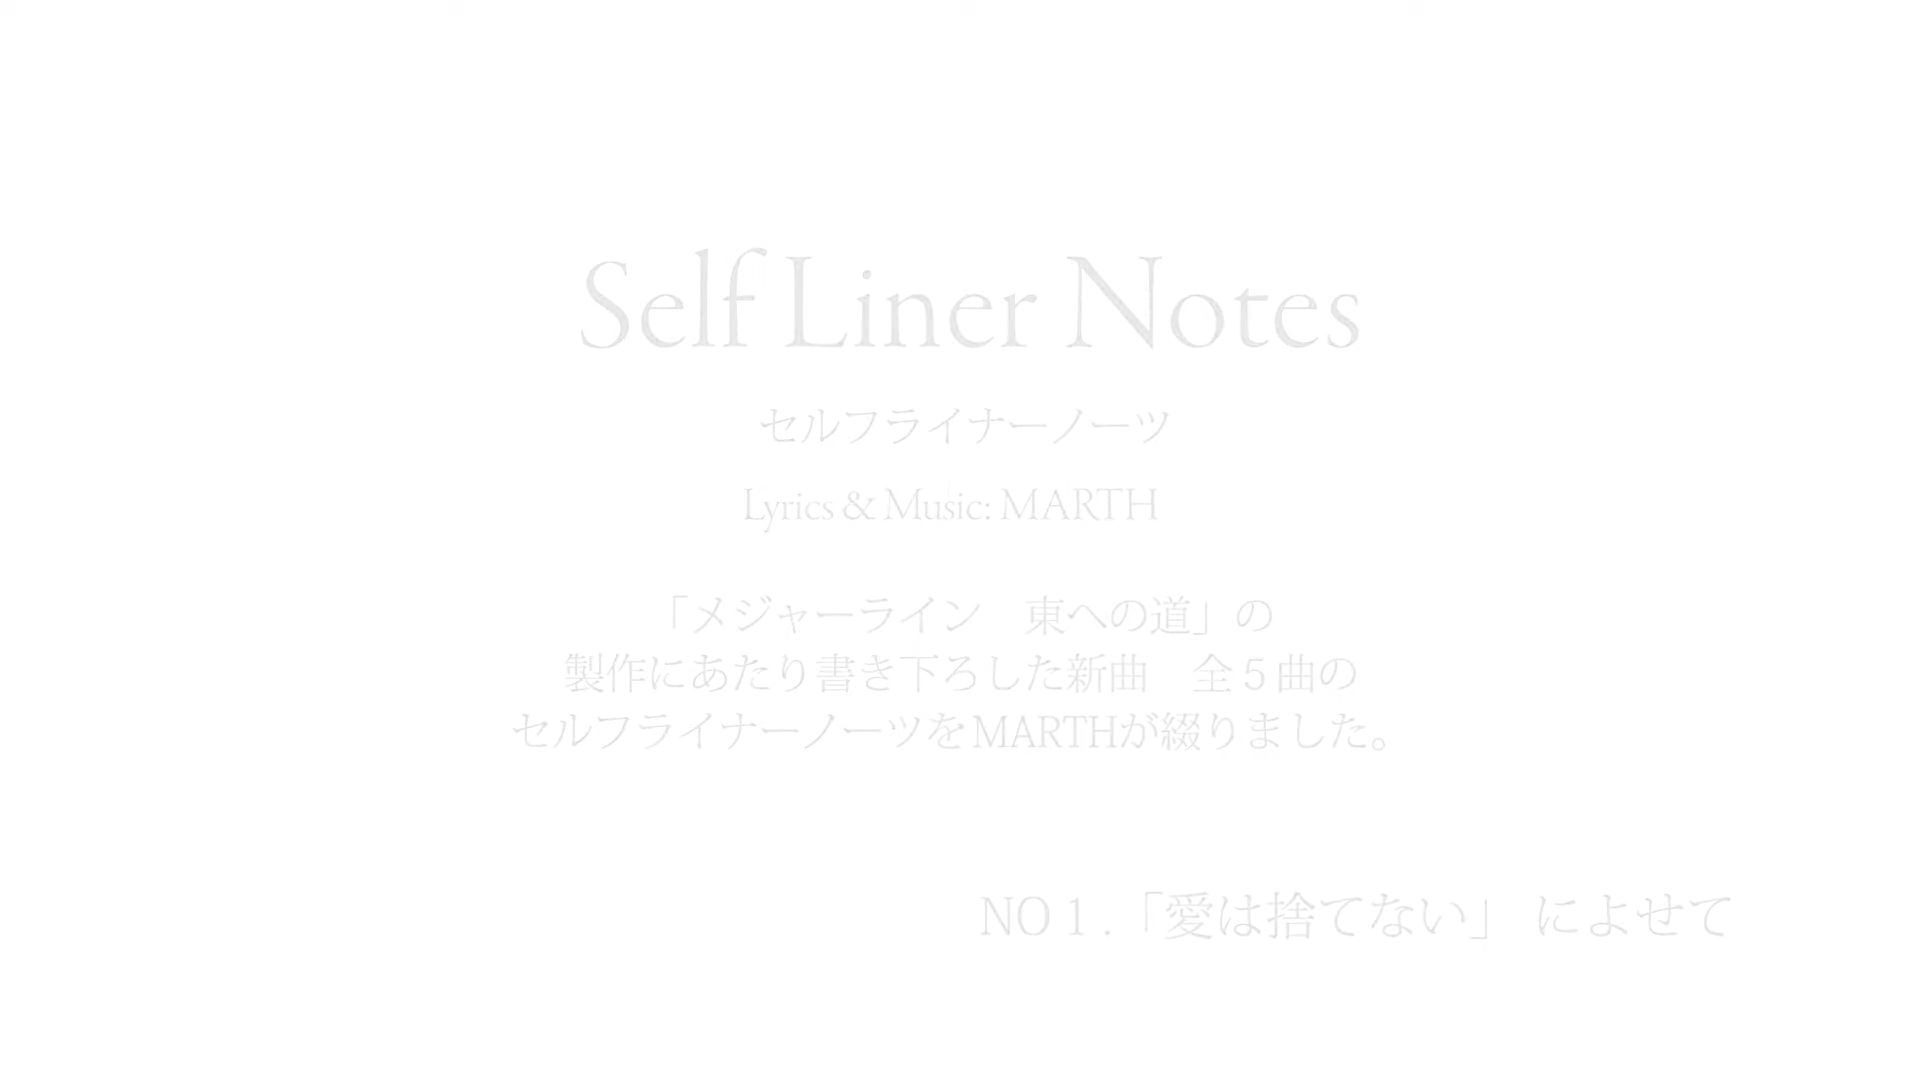 Self Liner Notes
セルフライナーノーツ
Lyrics & Music: MARTH
「メジャーライン　東への道」の
製作にあたり書き下ろした新曲　全５曲の
セルフライナーノーツをMARTHが綴りました。
NO１.「愛は捨てない」 によせて